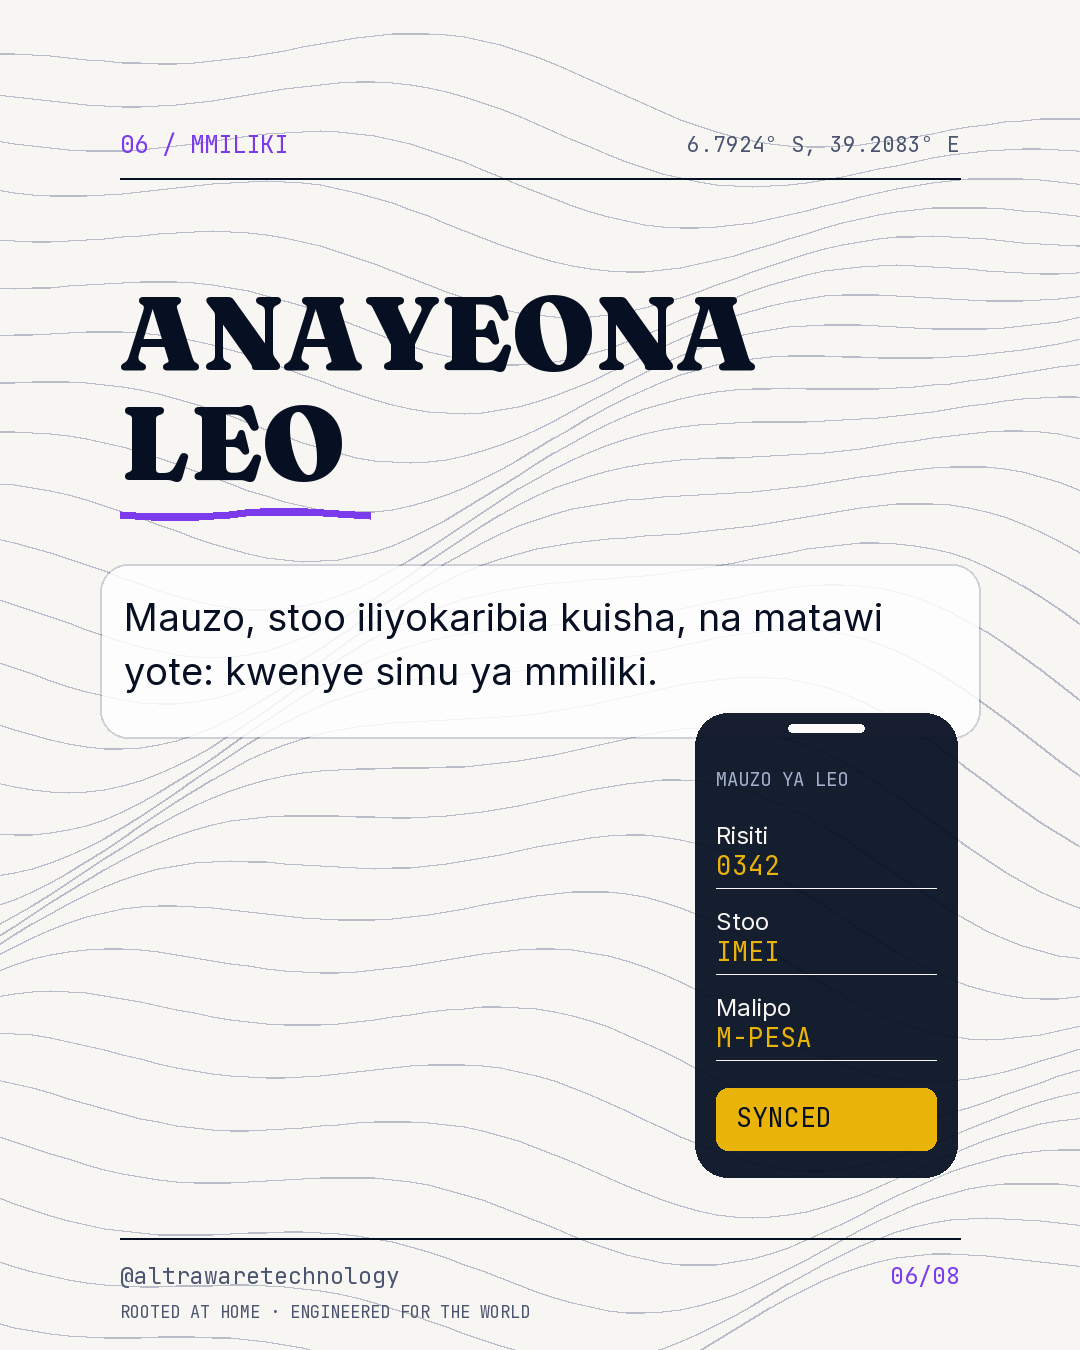 06 / MMILIKI
6.7924° S, 39.2083° E
ANAYEONA
LEO
Mauzo, stoo iliyokaribia kuisha, na matawi
yote: kwenye simu ya mmiliki.
MAUZO YA LEO
Risiti
0342
Stoo
IMEI
Malipo
M-PESA
SYNCED
@altrawaretechnology
06/08
ROOTED AT HOME · ENGINEERED FOR THE WORLD